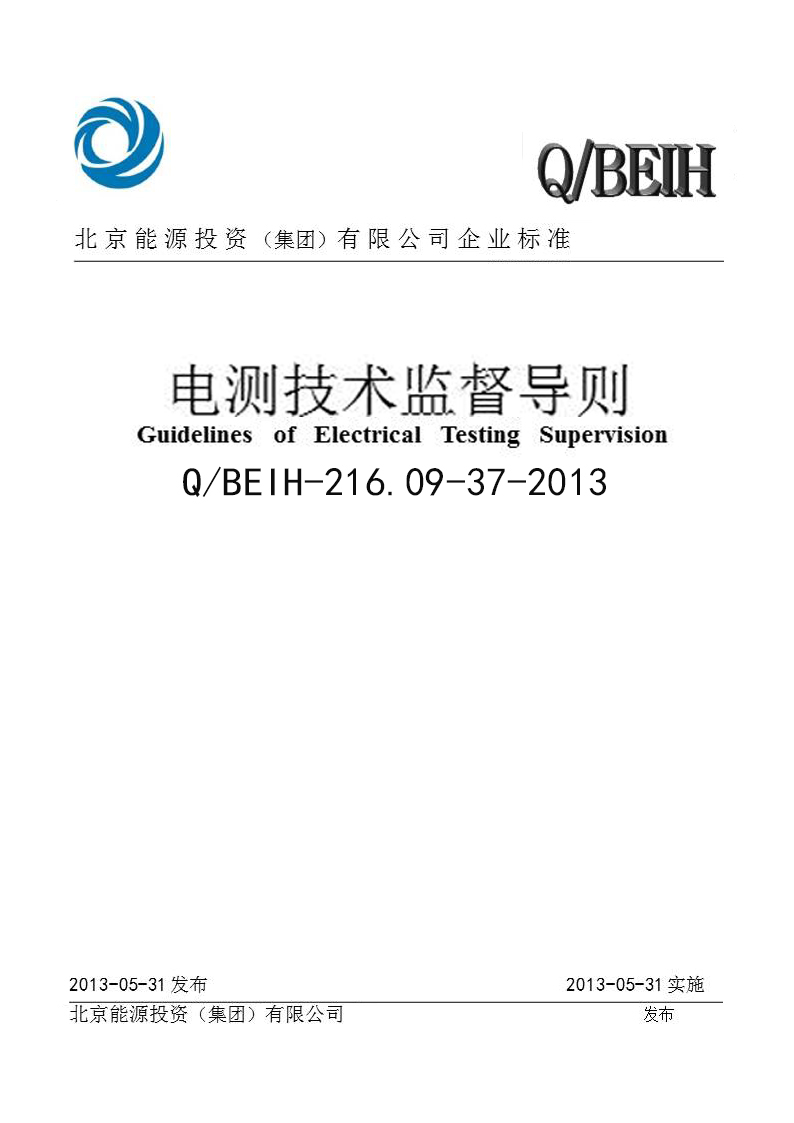 Q/BEIH
北京能源投资（集团）有限公司企业标准
电测技术监督导则
Guidelines of Electrical Testing Supervision
Q/BEIH-216.09-37-2013
2013-05-31 发布 2013-05-31 实施
北京能源投资（集团）有限公司 发布